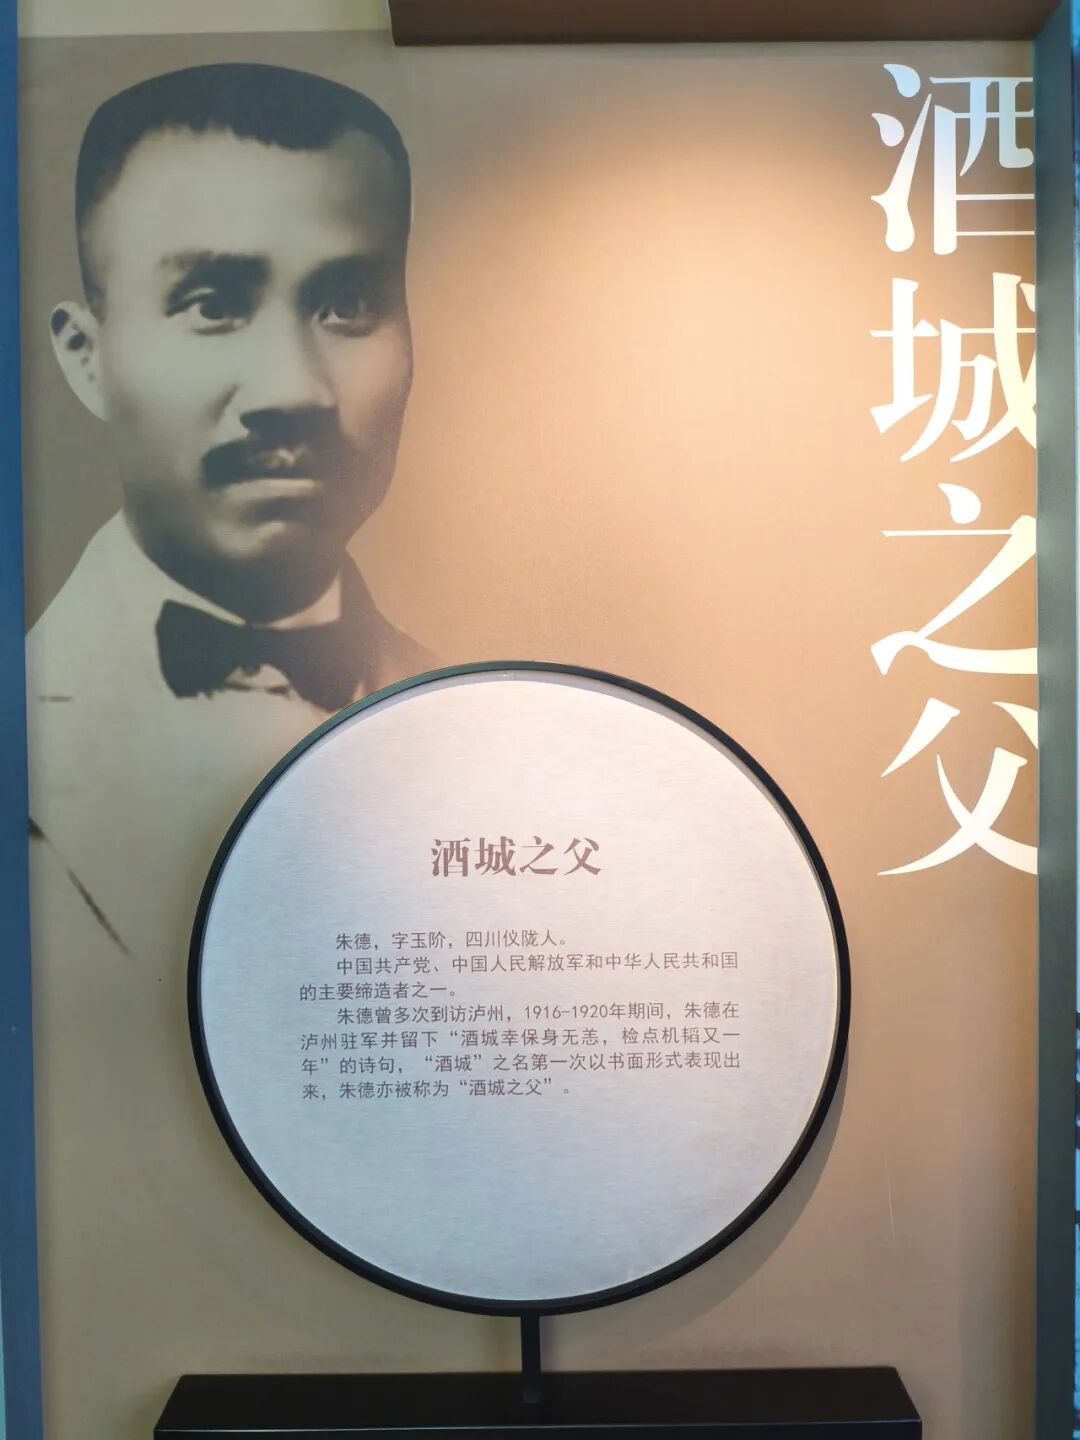 酒城之父
酒城之父
朱德，字玉阶，四川仪陇人。
中国共产党、中国人民解放军和中华人民共和国
的主要缔造者之一。
朱德曾多次到访泸州，1916-1920年期间，朱德在
泸州驻军并留下“酒城幸保身无恙，检点机韬又一
年”的诗句，“酒城”之名第一次以书面形式表现出
来，朱德亦被称为“酒城之父”。